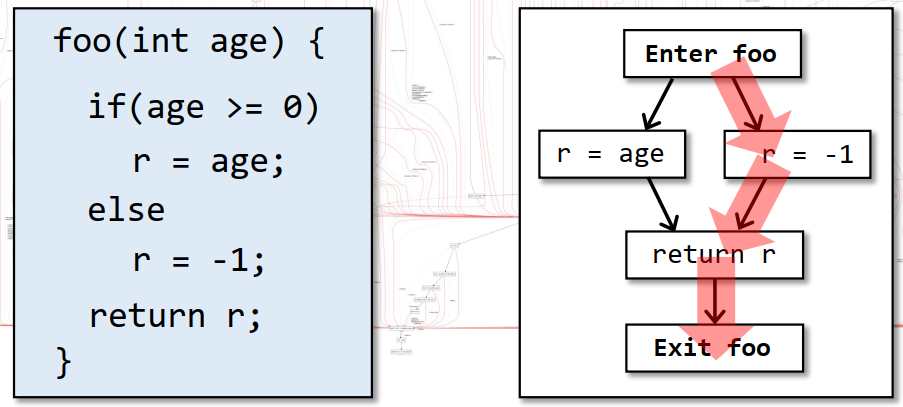 foo(int age) {
if(age >= 0)
r = age;
else
r = -1;
return r;
}
Enter foo
r = age
r = -1
return r
Exit foo